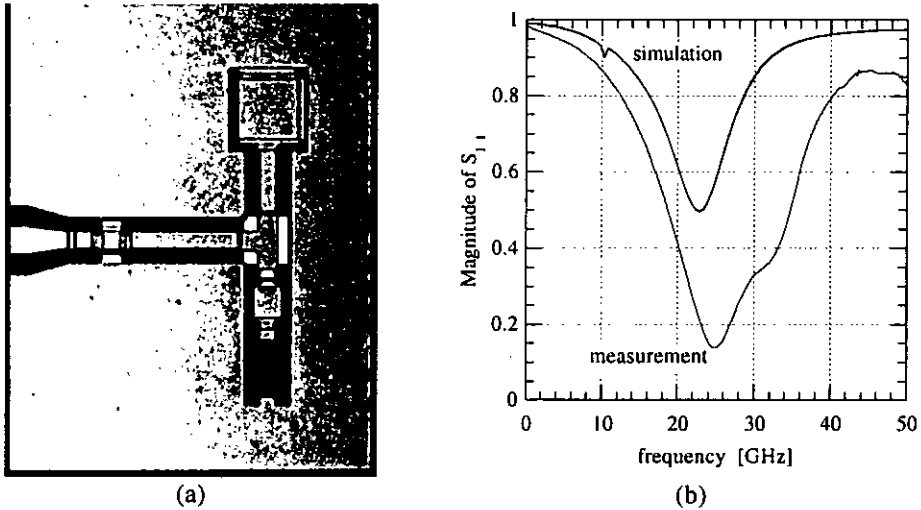 (b)
1
0.8
0.6
0.4
0.2
0
Magnitude of S₁₁
simulation
measurement
0 10 20 30 40 50
frequency [GHz]
(a)